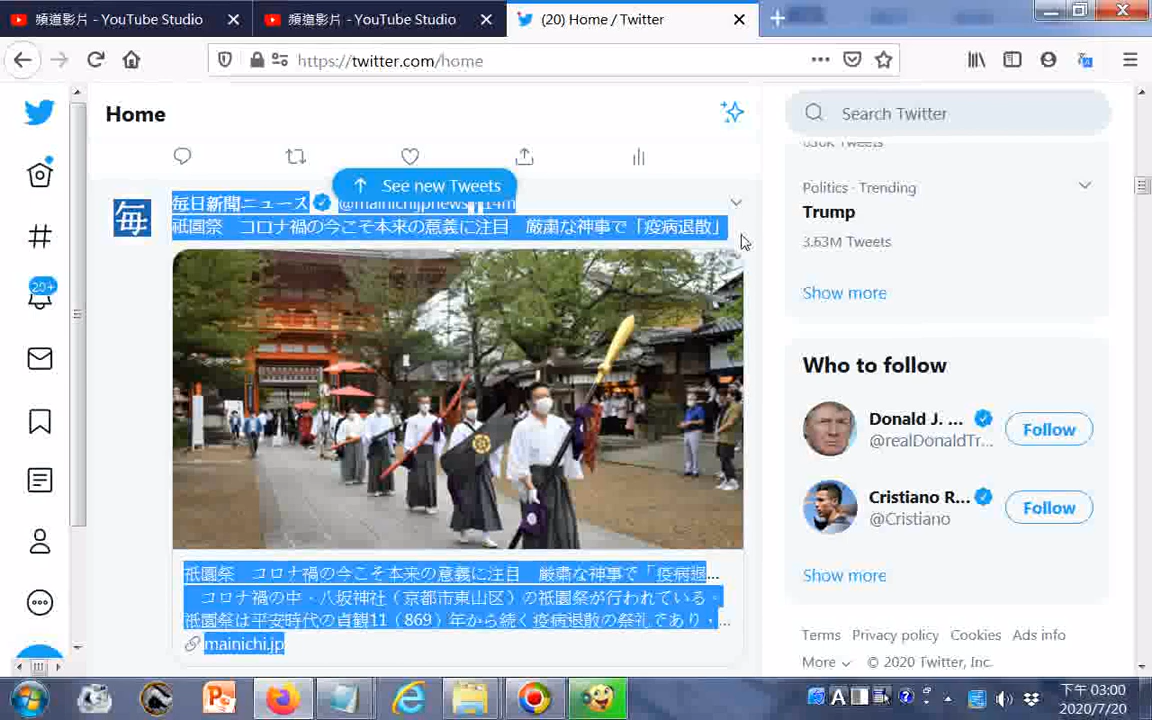 頻道影片 - YouTube Studio
頻道影片 - YouTube Studio
(20) Home / Twitter
https://twitter.com/home
Home
Search Twitter
See new Tweets
毎日新聞ニュース @mainichijpnews 14m
祇園祭　コロナ禍の今こそ本来の意義に注目　厳粛な神事で「疫病退散」
祇園祭　コロナ禍の今こそ本来の意義に注目　厳粛な神事で「疫病退...
コロナ禍の中、八坂神社（京都市東山区）の祇園祭が行われている。
祇園祭は平安時代の貞観11（869）年から続く疫病退散の祭礼であり，...
mainichi.jp
20+
Politics · Trending
Trump
3.63M Tweets
Show more
Who to follow
Donald J. ...
@realDonaldTr...
Follow
Cristiano R...
@Cristiano
Follow
Show more
Terms Privacy policy Cookies Ads info
More © 2020 Twitter, Inc.
下午 03:00
2020/7/20